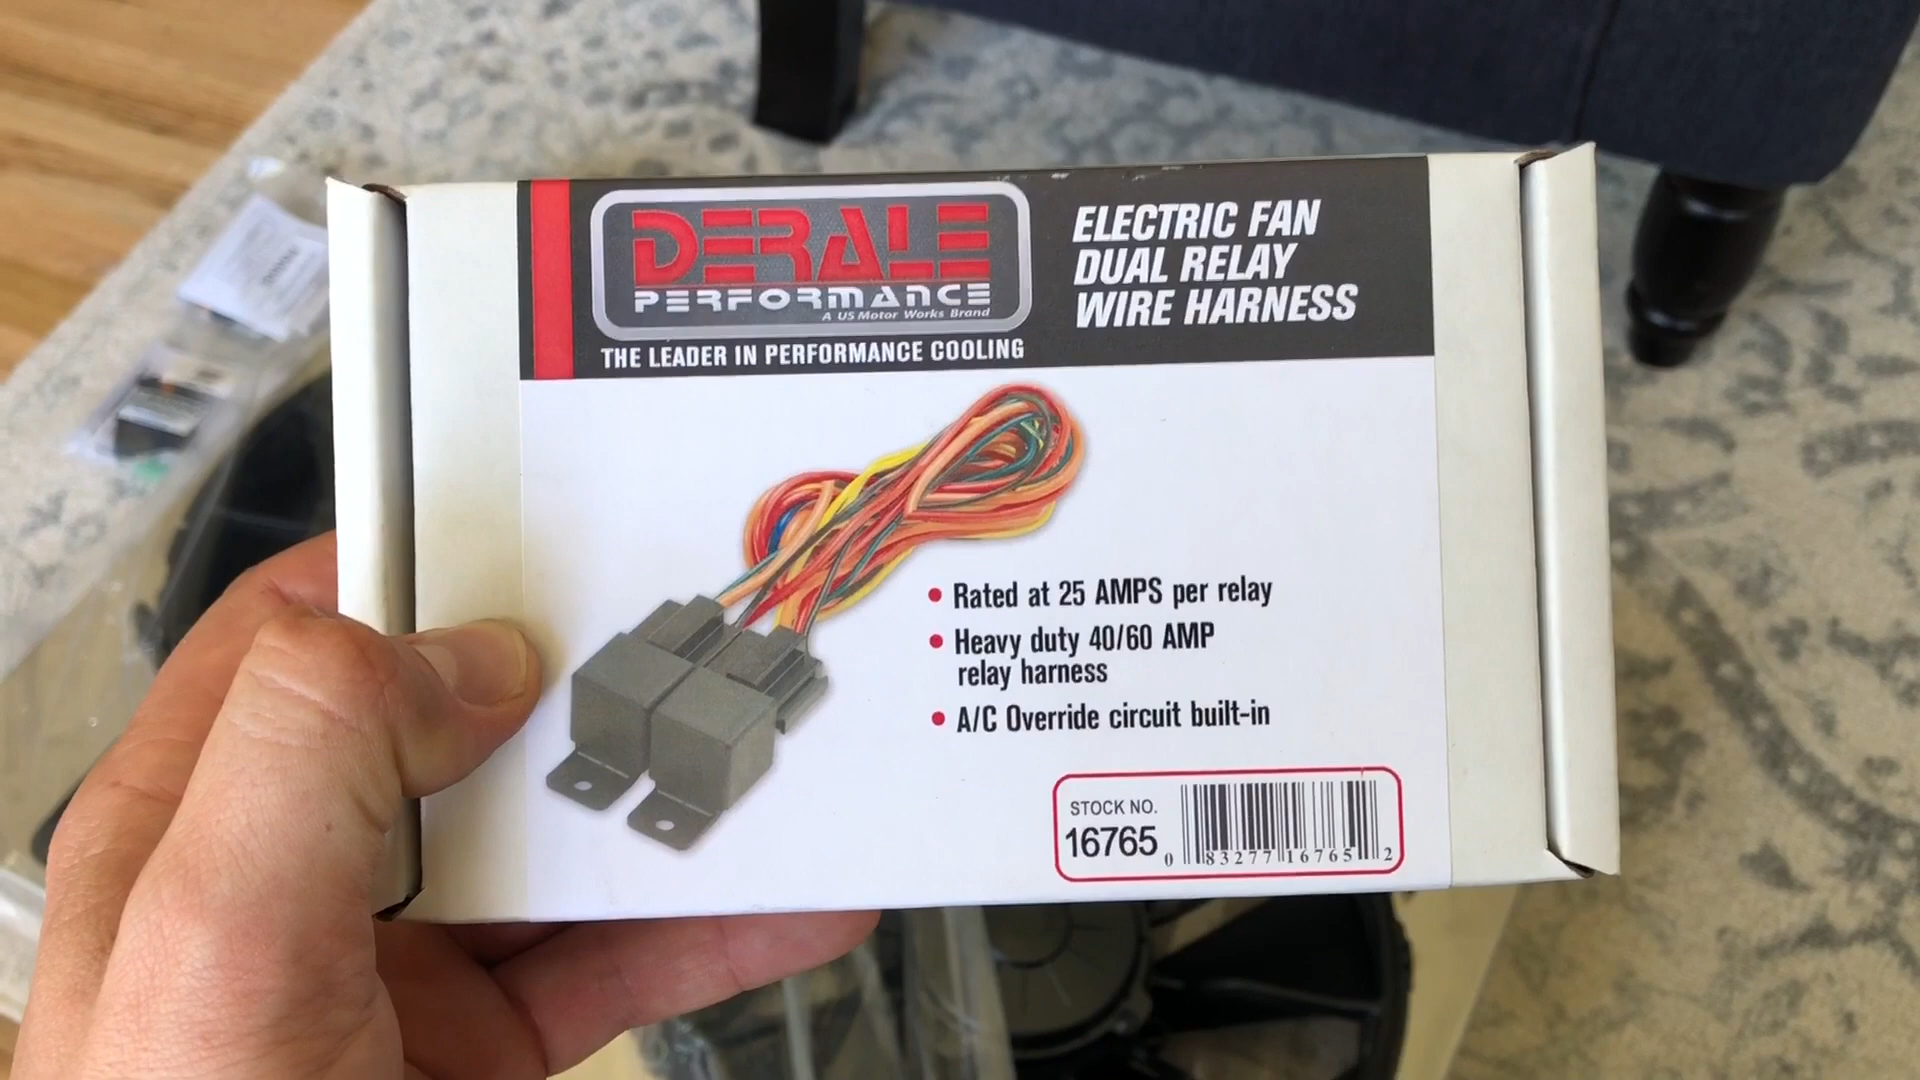 DERALE
PERFORMANCE
A US Motor Works Brand
THE LEADER IN PERFORMANCE COOLING
ELECTRIC FAN
DUAL RELAY
WIRE HARNESS
• Rated at 25 AMPS per relay
• Heavy duty 40/60 AMP
relay harness
• A/C Override circuit built-in
STOCK NO.
16765
0 83277 16765 2